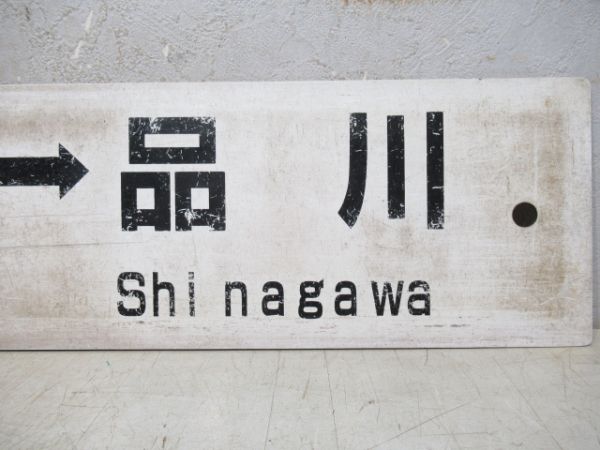 → 品川
Shinagawa